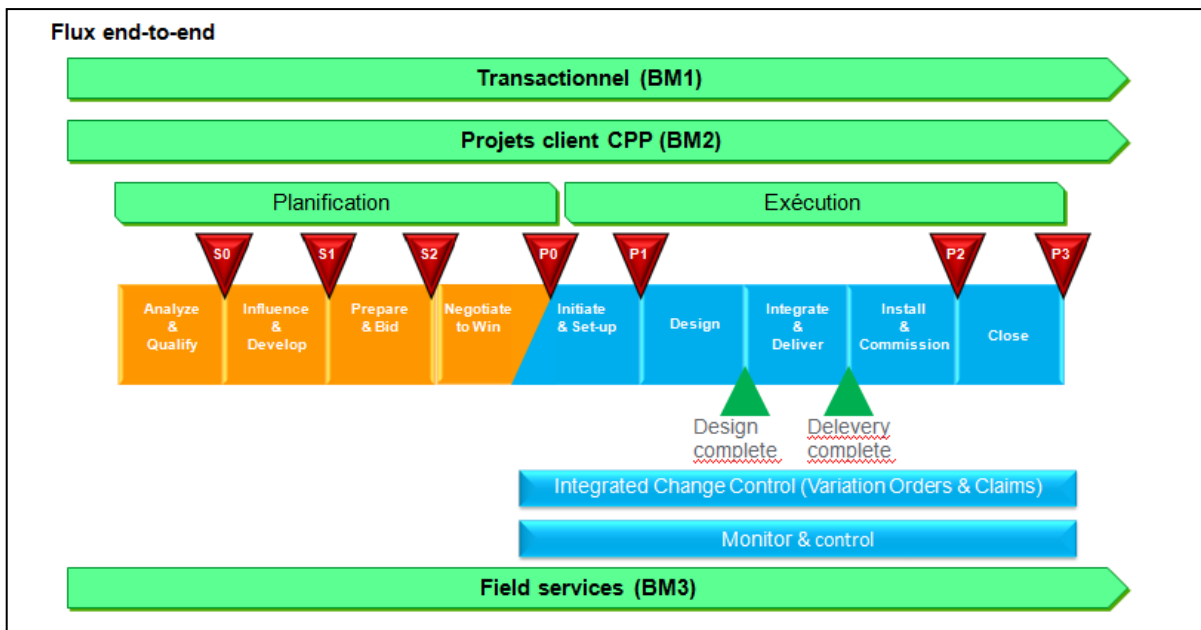 Flux end-to-end
Transactionnel (BM1)
Projets client CPP (BM2)
Planification
Exécution
S0
S1
S2
P0
P1
P2
P3
Analyze
&
Qualify
Influence
&
Develop
Prepare
& Bid
Negotiate
to Win
Initiate
& Set-up
Design
Integrate
&
Deliver
Install
&
Commission
Close
Design
complete
Delevery
complete
Integrated Change Control (Variation Orders & Claims)
Monitor & control
Field services (BM3)